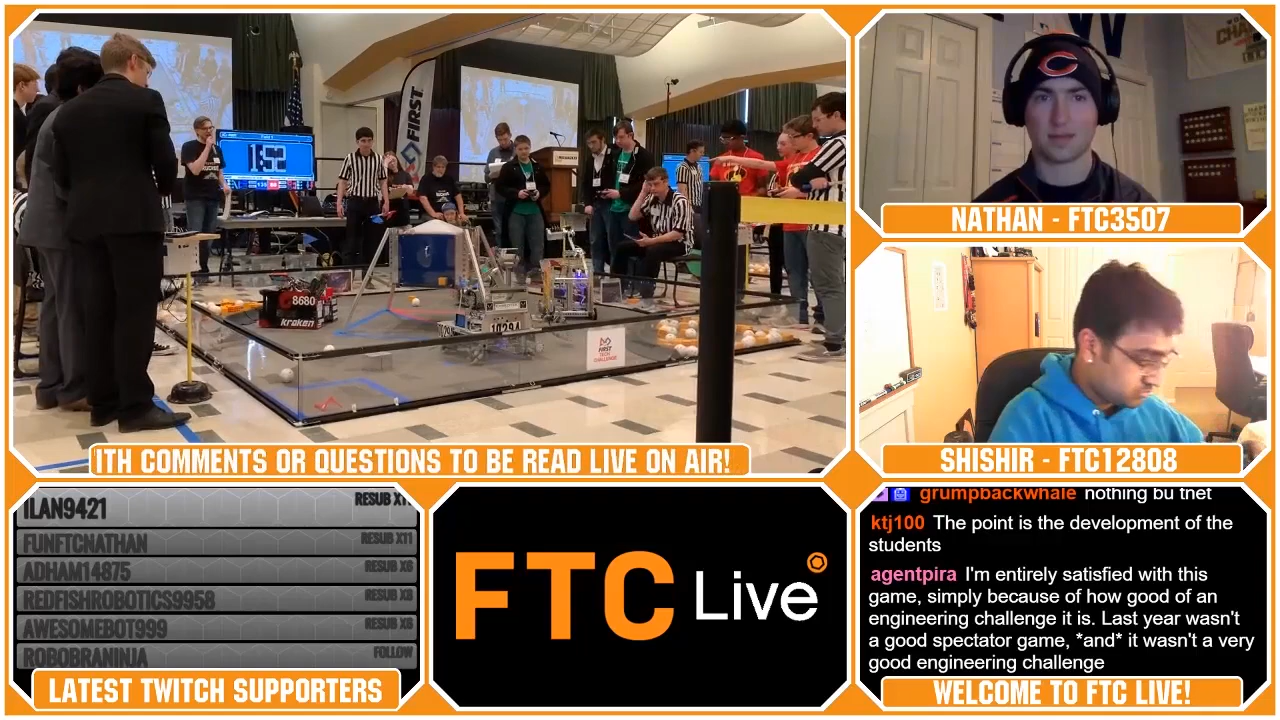 FIRST
1:52
8680
kraken
10294
FIRST
TECH
CHALLENGE
ITH COMMENTS OR QUESTIONS TO BE READ LIVE ON AIR!
C
NATHAN - FTC3507
SHISHIR - FTC12808
ILAN9421 RESUB X11
FUNFTCNATHAN RESUB X11
ADHAM14875 RESUB X6
REDFISHROBOTICS9958 RESUB X8
AWESOMEBOT999 RESUB X8
ROBOBRANINJA FOLLOW
LATEST TWITCH SUPPORTERS
FTC Live
grumpbackwhale nothing bu tnet
ktj100 The point is the development of the
students
agentpira I'm entirely satisfied with this
game, simply because of how good of an
engineering challenge it is. Last year wasn't
a good spectator game, *and* it wasn't a very
good engineering challenge
WELCOME TO FTC LIVE!